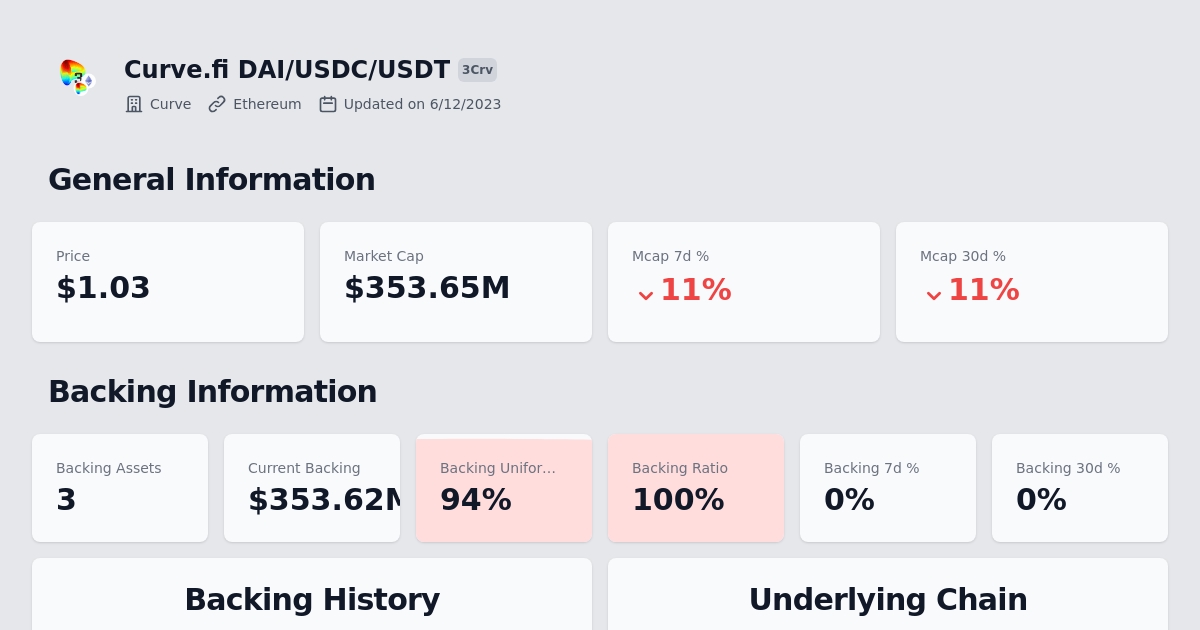 Curve.fi DAI/USDC/USDT 3Crv
Curve Ethereum Updated on 6/12/2023
General Information
Price Market Cap Mcap 7d % Mcap 30d %
$1.03 $353.65M 11% 11%
Backing Information
Backing Assets Current Backing Backing Unifor... Backing Ratio Backing 7d % Backing 30d %
3 $353.62M 94% 100% 0% 0%
Backing History Underlying Chain